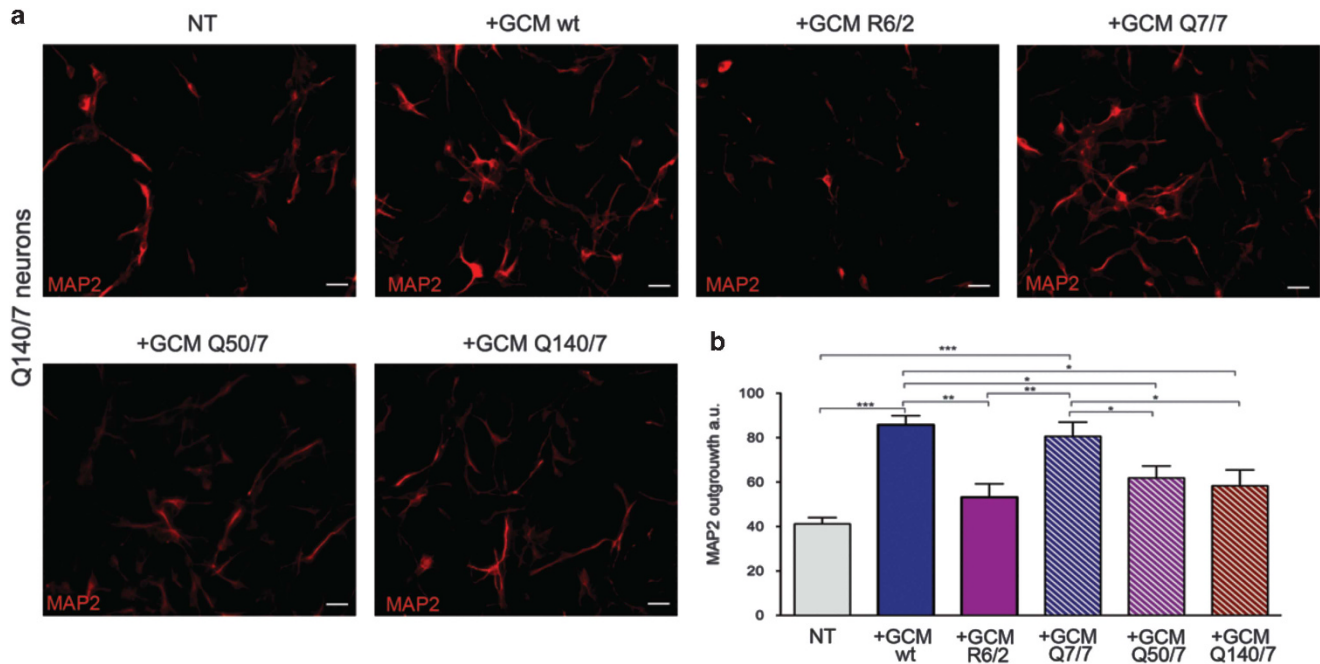 a
NT
+GCM wt
+GCM R6/2
+GCM Q7/7
Q140/7 neurons
MAP2
MAP2
MAP2
MAP2
+GCM Q50/7
+GCM Q140/7
MAP2
MAP2
b
***
*
*
**
***
**
*
*
MAP2 outgrouwth a.u.
100
80
60
40
20
0
NT
+GCM wt
+GCM R6/2
+GCM Q7/7
+GCM Q50/7
+GCM Q140/7